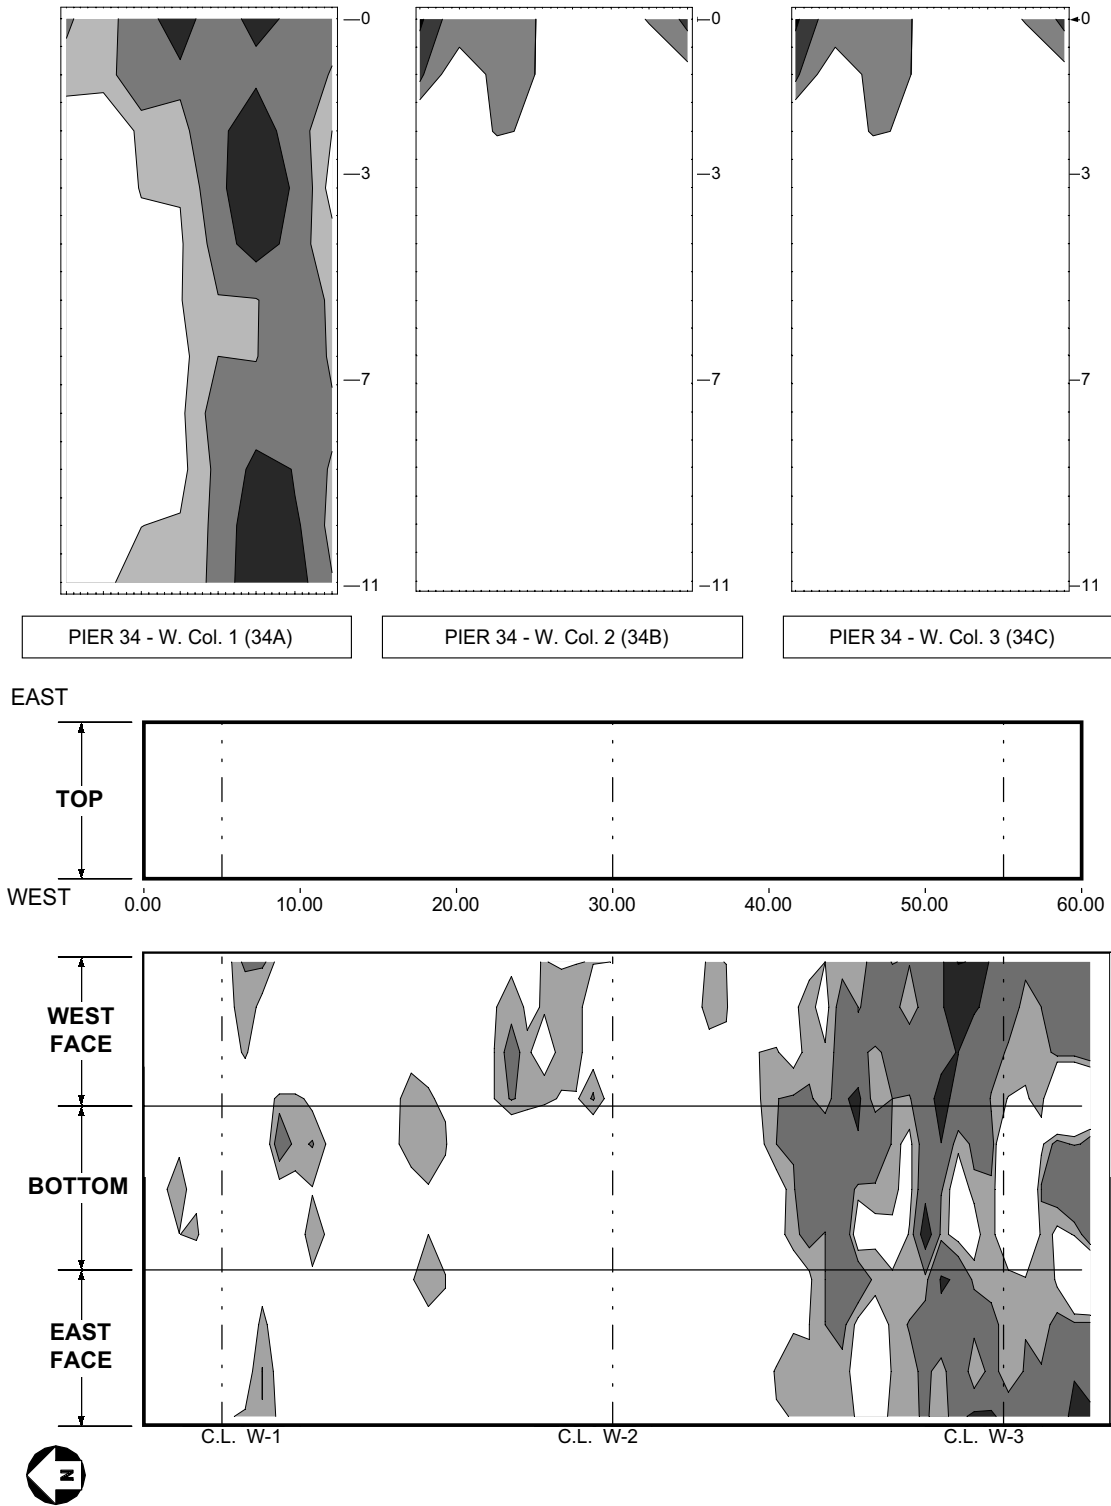 0
3
7
11
0
3
7
11
0
3
7
11
PIER 34 - W. Col. 1 (34A)
PIER 34 - W. Col. 2 (34B)
PIER 34 - W. Col. 3 (34C)
EAST
TOP
WEST
0.00 10.00 20.00 30.00 40.00 50.00 60.00
WEST
FACE
BOTTOM
EAST
FACE
C.L. W-1
C.L. W-2
C.L. W-3
N